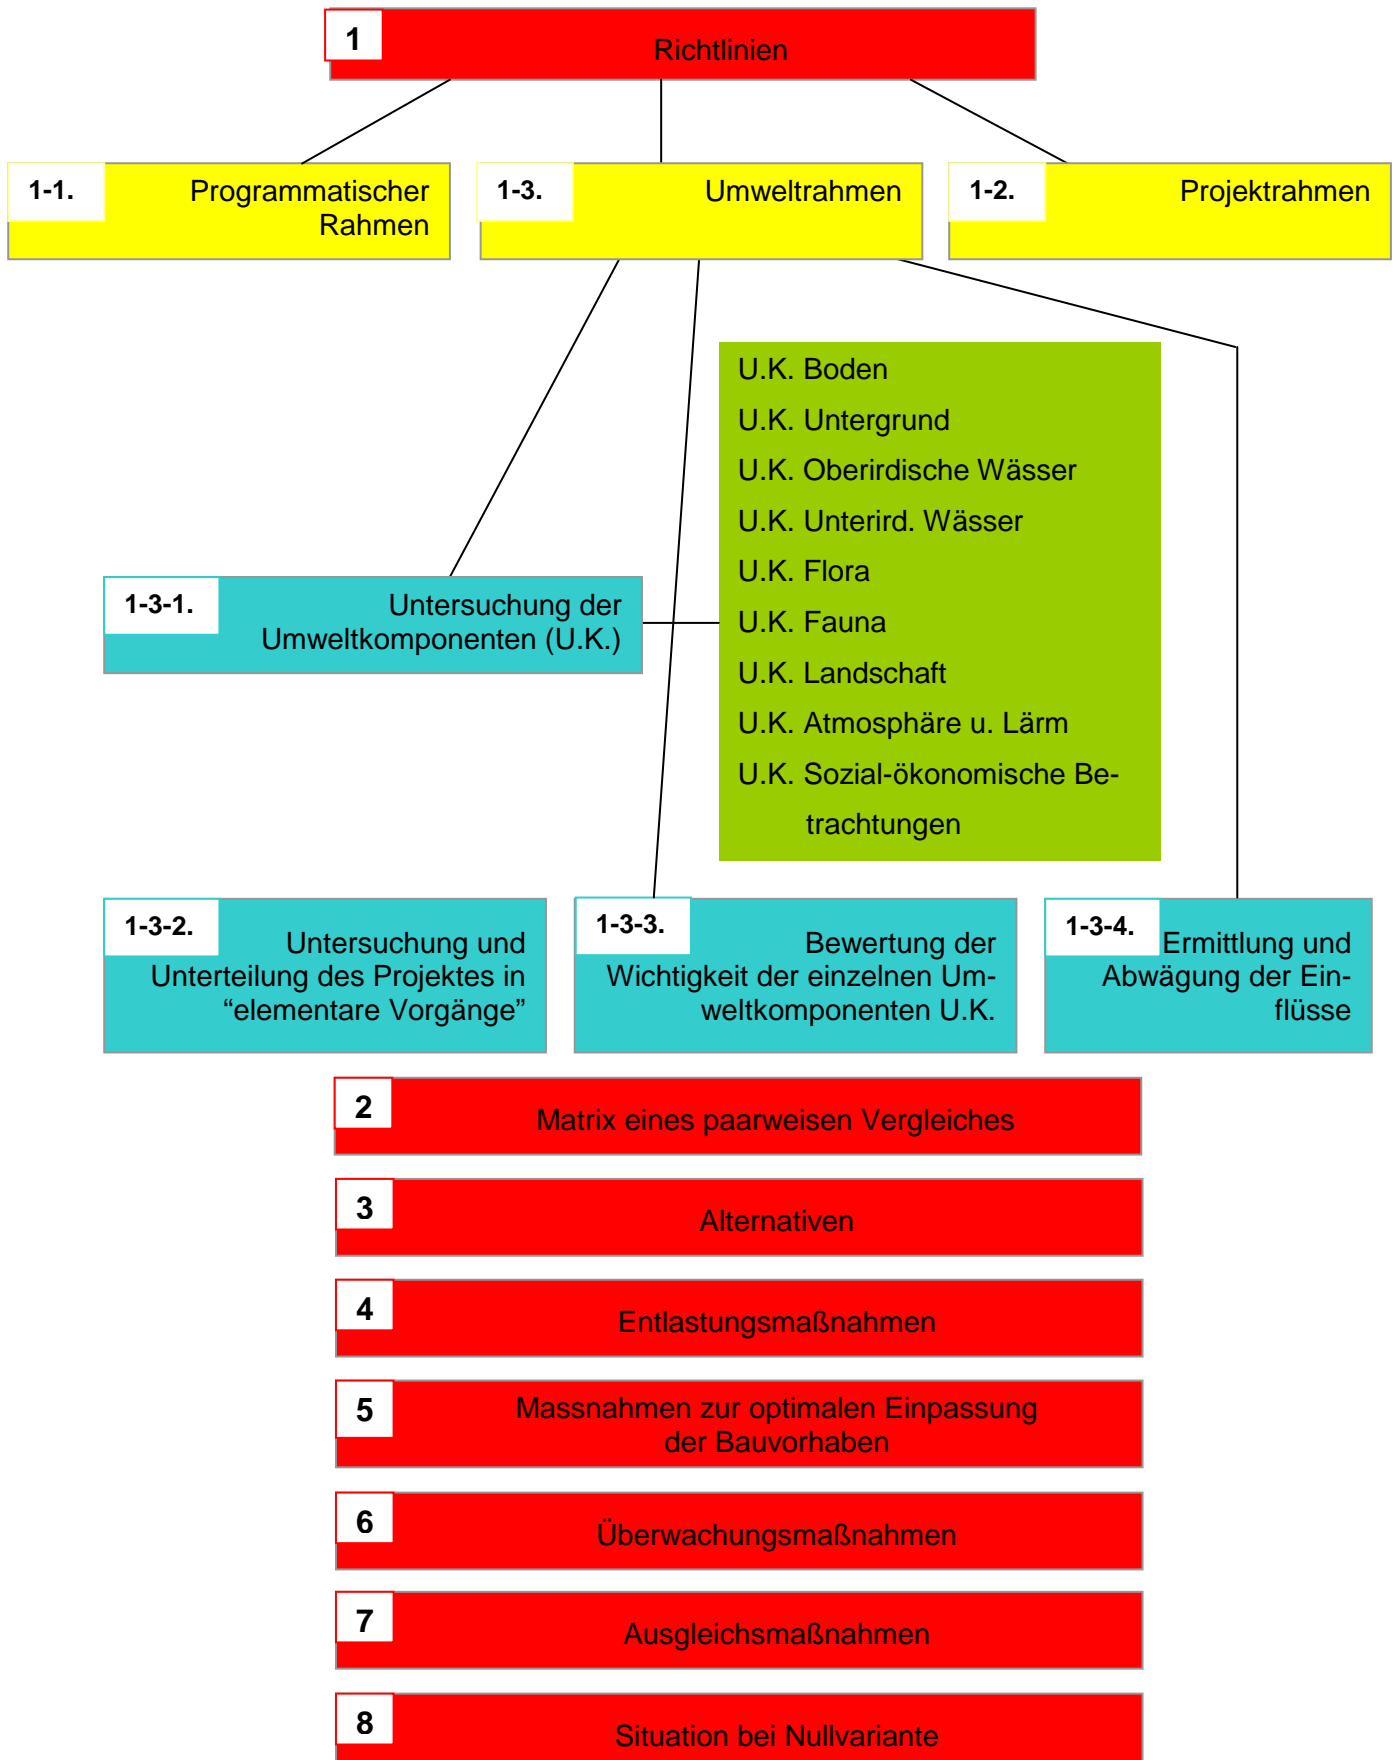 1
Richtlinien
1-1.
Programmatischer
Rahmen
1-3.
Umweltrahmen
1-2.
Projektrahmen
U.K. Boden
U.K. Untergrund
U.K. Oberirdische Wässer
U.K. Unterird. Wässer
U.K. Flora
U.K. Fauna
U.K. Landschaft
U.K. Atmosphäre u. Lärm
U.K. Sozial-ökonomische Be-
trachtungen
1-3-1.
Untersuchung der
Umweltkomponenten (U.K.)
1-3-2.
Untersuchung und
Unterteilung des Projektes in
“elementare Vorgänge”
1-3-3.
Bewertung der
Wichtigkeit der einzelnen Um-
weltkomponenten U.K.
1-3-4.
Ermittlung und
Abwägung der Ein-
flüsse
2
Matrix eines paarweisen Vergleiches
3
Alternativen
4
Entlastungsmaßnahmen
5
Massnahmen zur optimalen Einpassung
der Bauvorhaben
6
Überwachungsmaßnahmen
7
Ausgleichsmaßnahmen
8
Situation bei Nullvariante